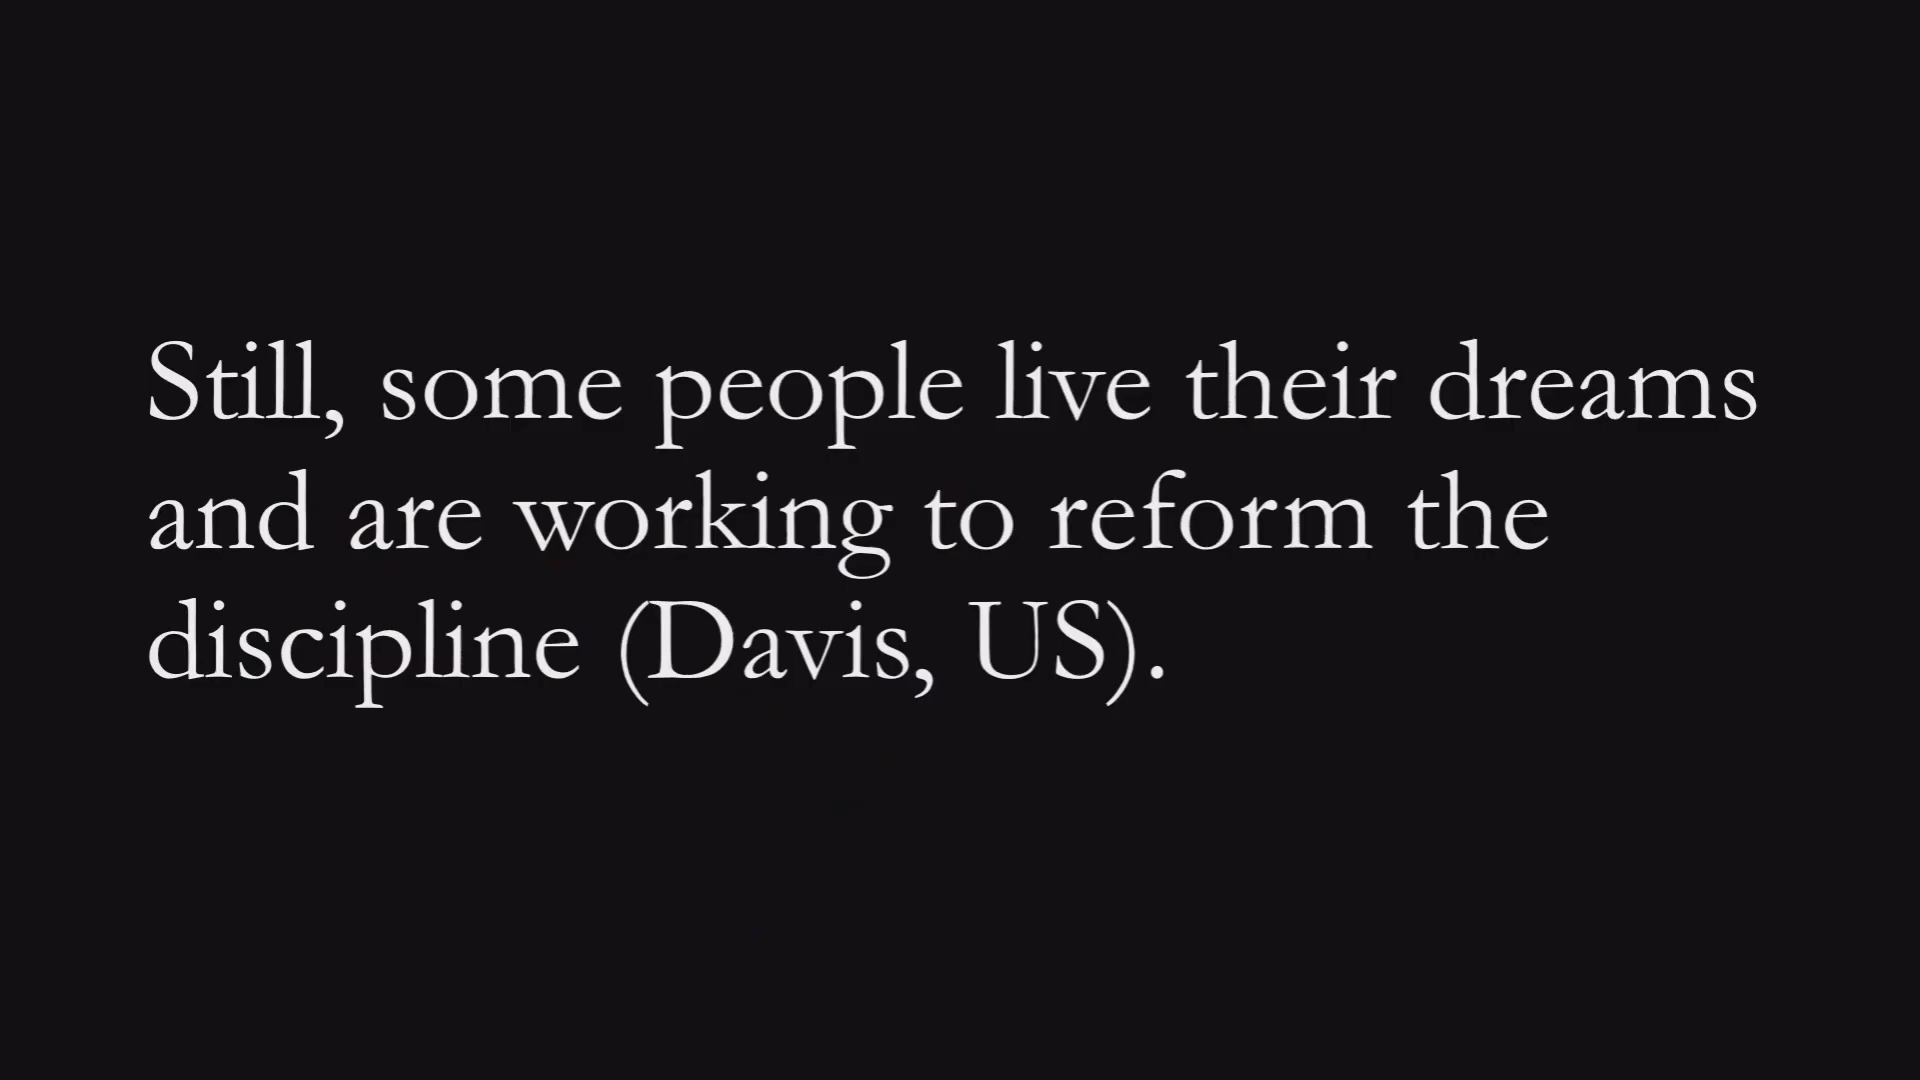 Still, some people live their dreams
and are working to reform the
discipline (Davis, US).